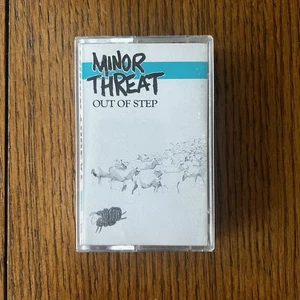 MINOR
THREAT
OUT OF STEP